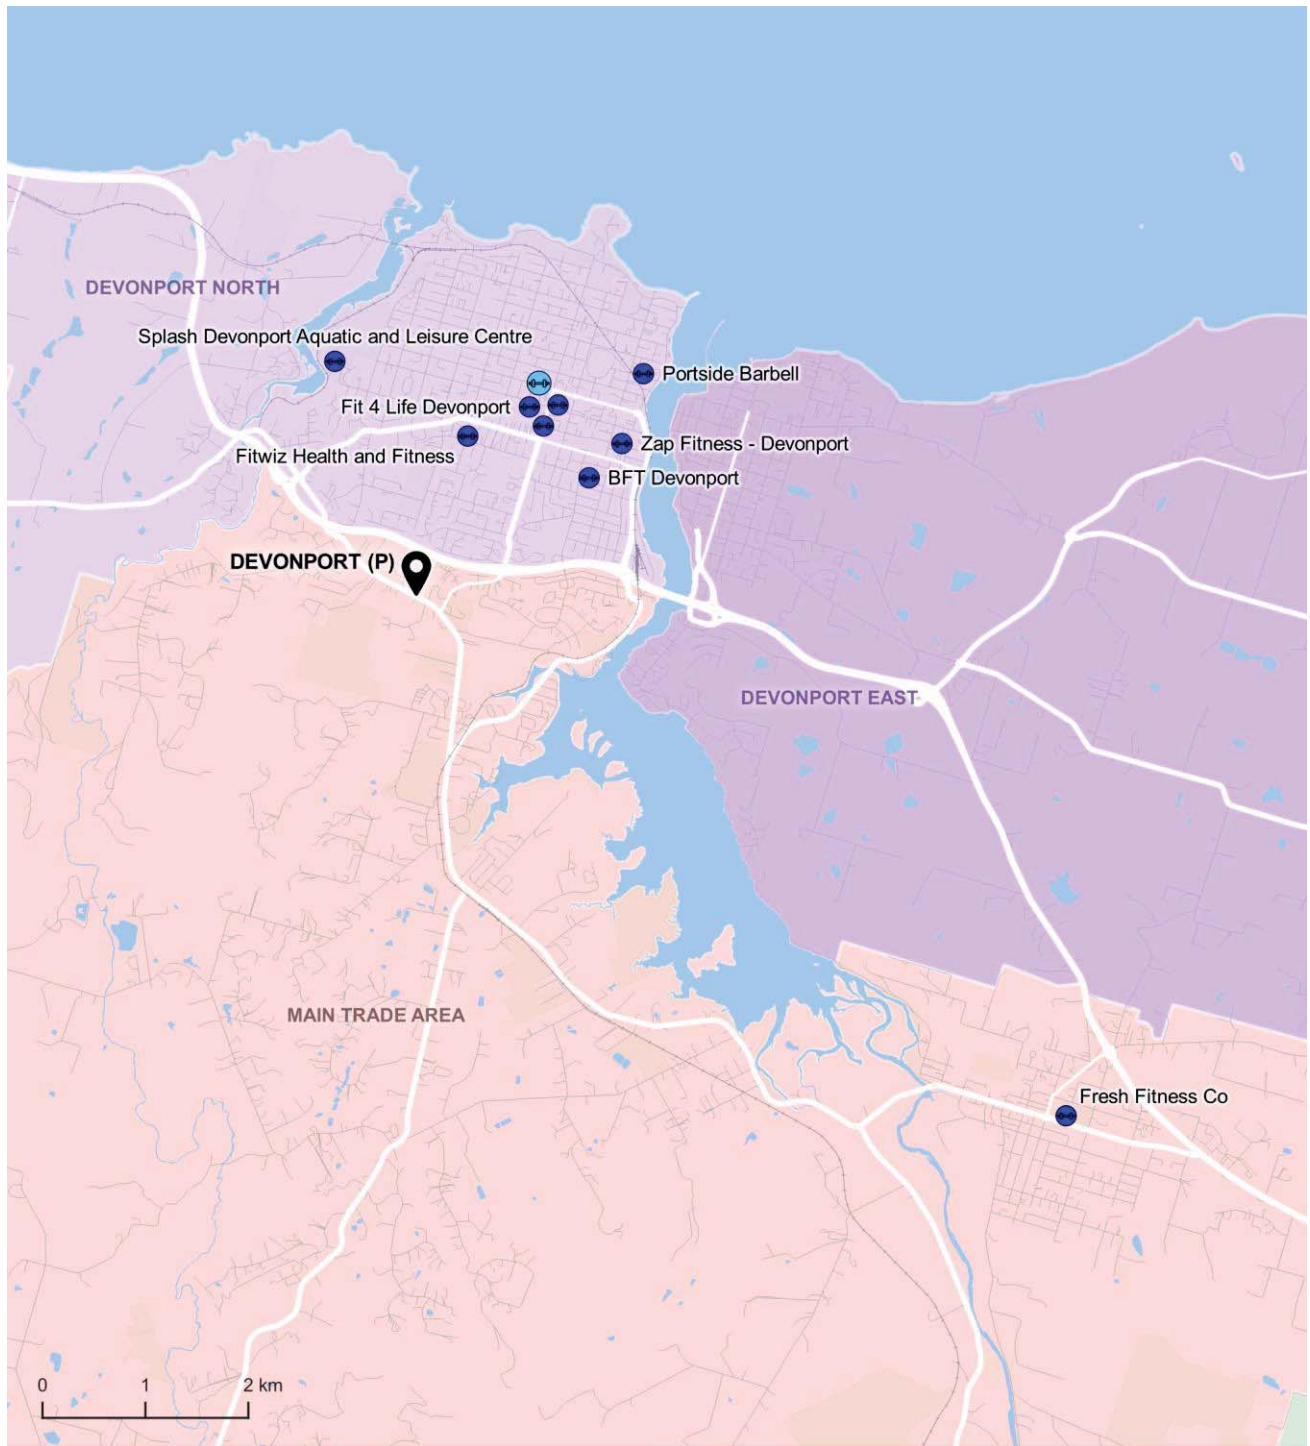 DEVONPORT NORTH
Splash Devonport Aquatic and Leisure Centre
Portside Barbell
Fit 4 Life Devonport
Zap Fitness - Devonport
Fitwiz Health and Fitness
BFT Devonport
DEVONPORT (P)
DEVONPORT EAST
MAIN TRADE AREA
Fresh Fitness Co
0 1 2 km